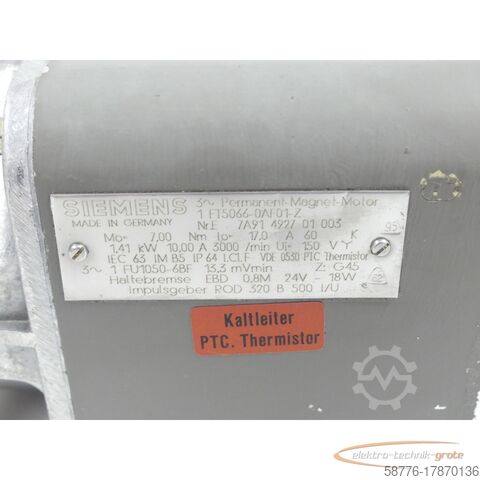 SIEMENS 3~ Permanent-Magnet-Motor
MADE IN GERMANY 1 FT5066-0AF01-Z
Nr.E 7A91 4927 01 003
Mo= 7,00 Nm Io= 17,0 A 60 K
1,41 kW 10,00 A 3000 /min Ui= 150 V Y
IEC 63 IM B5 IP 64 I.Cl.F VDE 0530 PTC Thermistor
3~ 1 FU1050-6BF 13,3 mVmin Z: G45
Haltebremse EBD 0,8M 24V - 18W
Impulsgeber ROD 320 B 500 I/U
95
Kaltleiter
PTC. Thermistor
elektro-technik-grote
58776-17870136